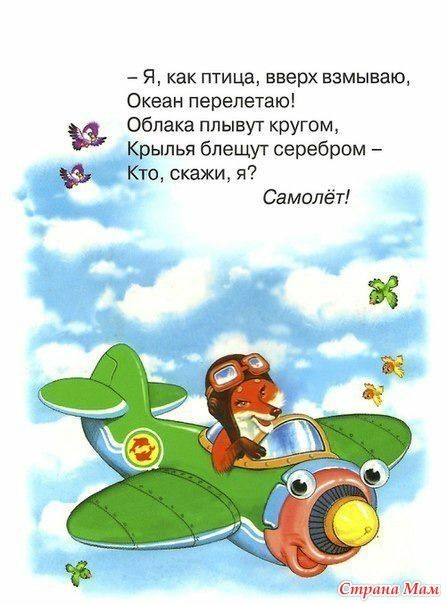 – Я, как птица, вверх взмываю,
Океан перелетаю!
Облака плывут кругом,
Крылья блещут серебром –
Кто, скажи, я?
Самолёт!
Страна Мам